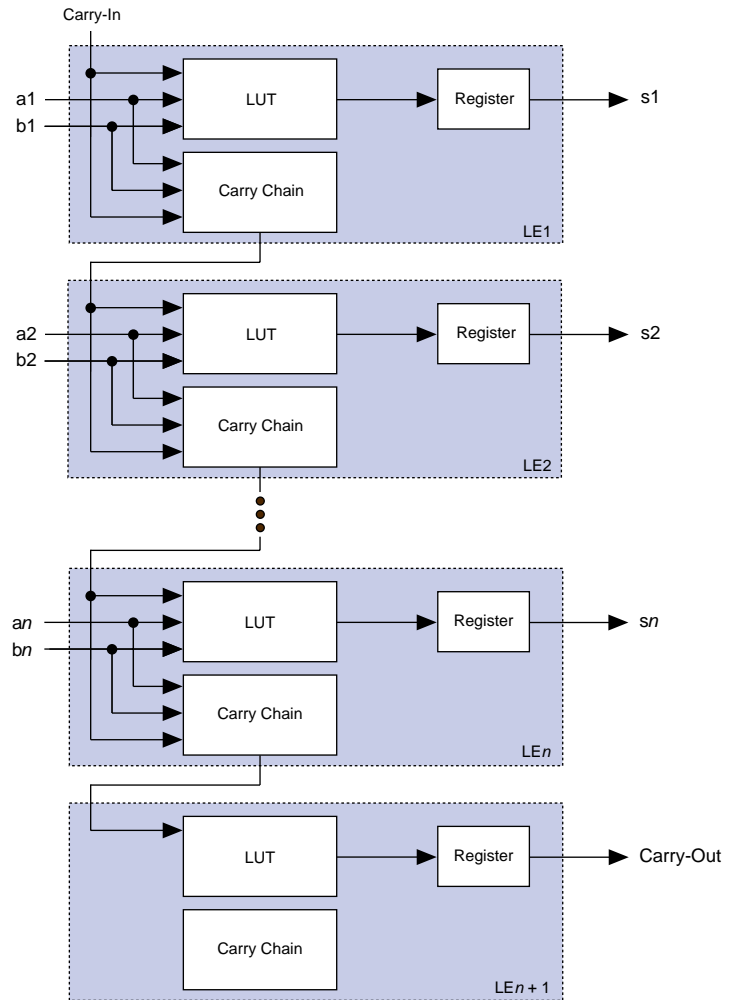 Carry-In
a1
b1
LUT
Register
s1
Carry Chain
LE1
a2
b2
LUT
Register
s2
Carry Chain
LE2
an
bn
LUT
Register
sn
Carry Chain
LEn
LUT
Register
Carry-Out
Carry Chain
LEn + 1